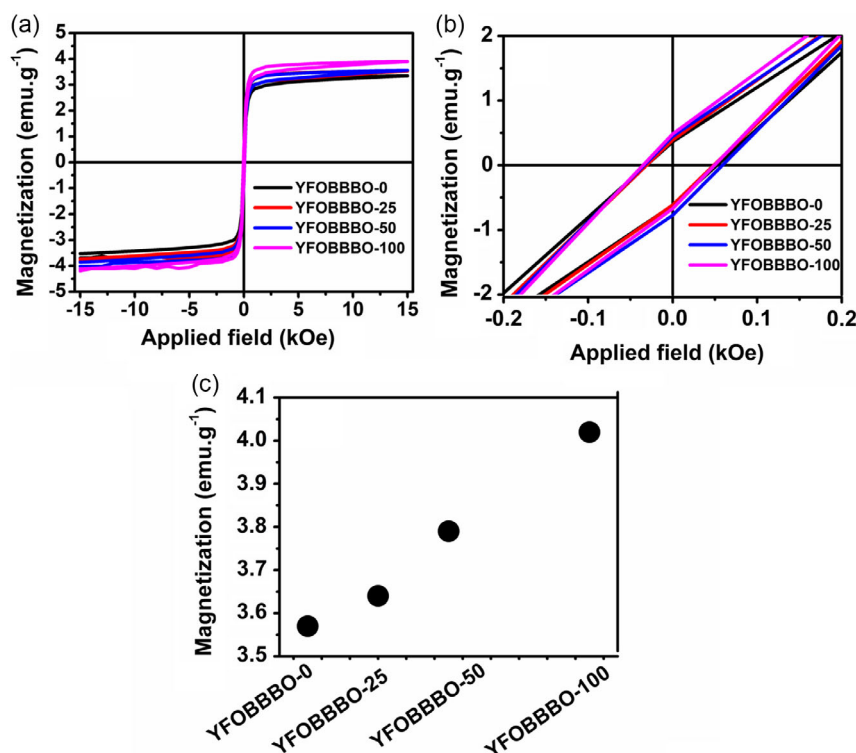 (a)
5
4
3
2
1
0
-1
-2
-3
-4
-5
-15 -10 -5 0 5 10 15
Magnetization (emu.g⁻¹)
Applied field (kOe)
YFOBBBO-0
YFOBBBO-25
YFOBBBO-50
YFOBBBO-100
(b)
2
1
0
-1
-2
-0.2 -0.1 0.0 0.1 0.2
Magnetization (emu.g⁻¹)
Applied field (kOe)
YFOBBBO-0
YFOBBBO-25
YFOBBBO-50
YFOBBBO-100
(c)
4.1
4.0
3.9
3.8
3.7
3.6
3.5
Magnetization (emu.g⁻¹)
YFOBBBO-0
YFOBBBO-25
YFOBBBO-50
YFOBBBO-100